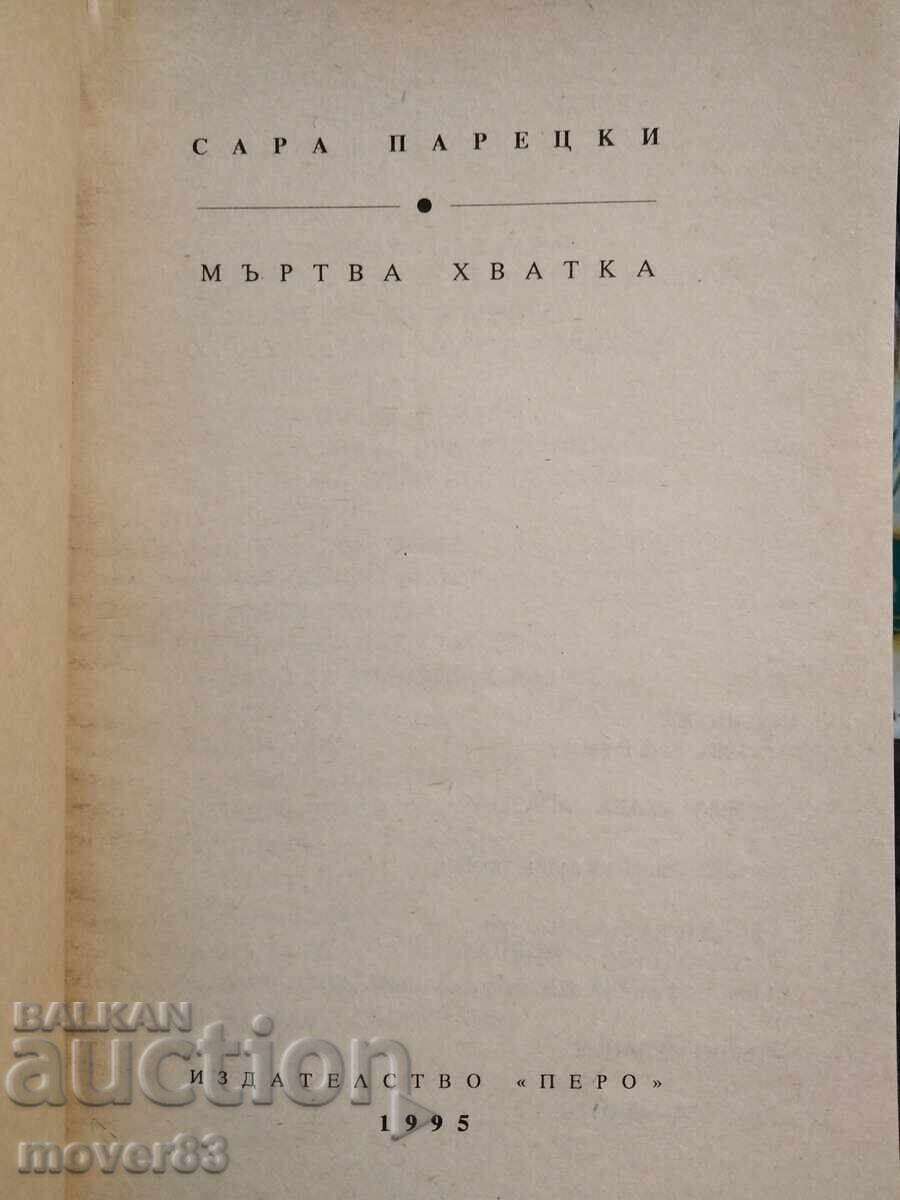 САРА ПАРЕЦКИ
МЪРТВА ХВАТКА
ИЗДАТЕЛСТВО «ПЕРО»
1995
BALKAN
auction
mover83